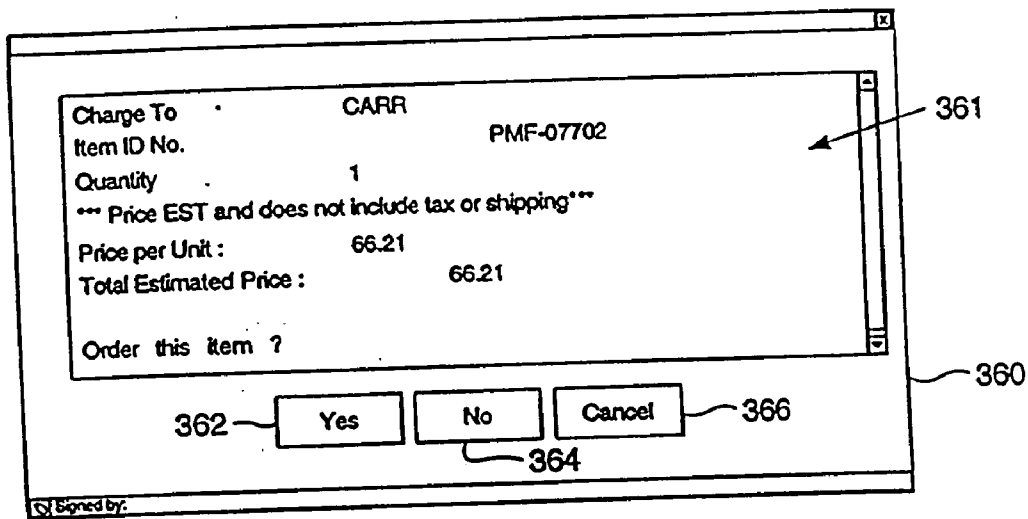 Charge To CARR
Item ID No. PMF-07702
Quantity 1
*** Price EST and does not include tax or shipping***
Price per Unit : 66.21
Total Estimated Price : 66.21
Order this item ?
Yes No Cancel
Signed by:
361
360
362
364
366